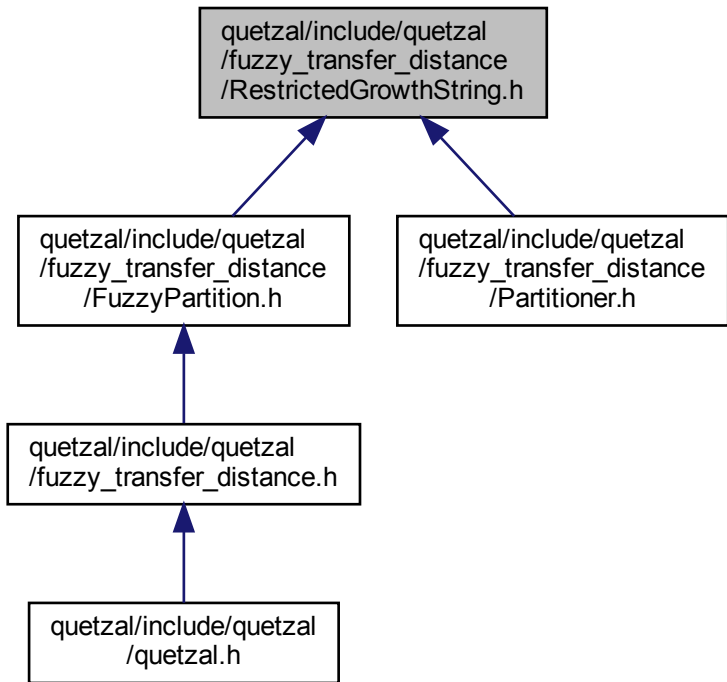 quetzal/include/quetzal
/fuzzy_transfer_distance
/RestrictedGrowthString.h
quetzal/include/quetzal
/fuzzy_transfer_distance
/FuzzyPartition.h
quetzal/include/quetzal
/fuzzy_transfer_distance
/Partitioner.h
quetzal/include/quetzal
/fuzzy_transfer_distance.h
quetzal/include/quetzal
/quetzal.h